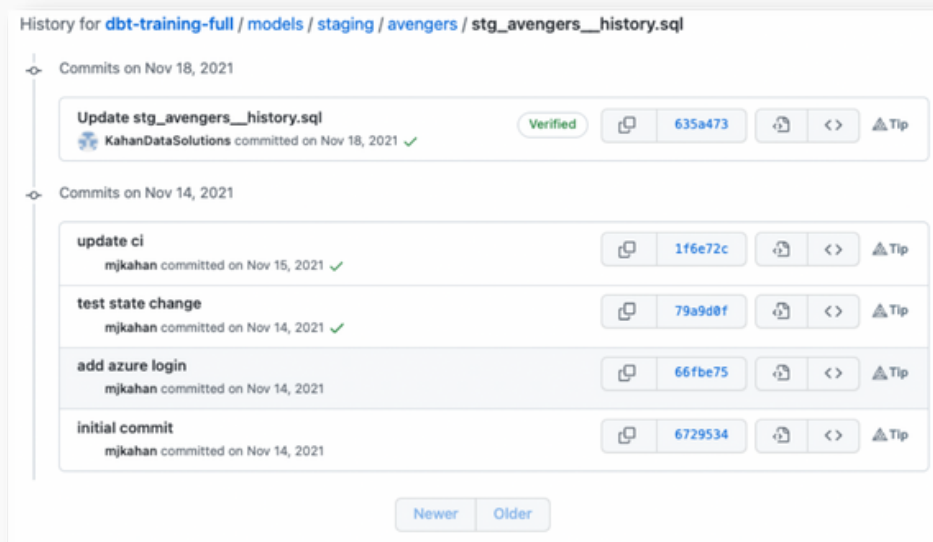 History for dbt-training-full / models / staging / avengers / stg_avengers__history.sql
Commits on Nov 18, 2021
Update stg_avengers__history.sql
KahanDataSolutions committed on Nov 18, 2021
Verified
635a473
Tip
Commits on Nov 14, 2021
update ci
mjkahan committed on Nov 15, 2021
1f6e72c
Tip
test state change
mjkahan committed on Nov 14, 2021
79a9d0f
Tip
add azure login
mjkahan committed on Nov 14, 2021
66fbe75
Tip
initial commit
mjkahan committed on Nov 14, 2021
6729534
Tip
Newer Older